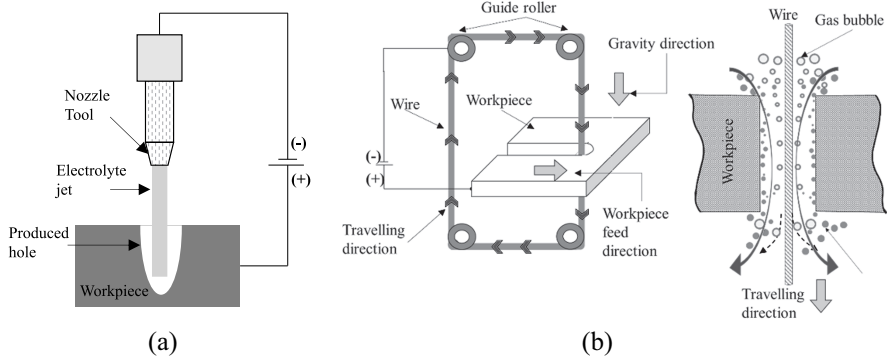 Nozzle
Tool
Electrolyte
jet
Produced
hole
Workpiece
(-)
(+)
(a)
Guide roller
Gravity direction
Wire
Workpiece
(-)
(+)
Travelling
direction
Workpiece
feed
direction
(b)
Wire
Gas bubble
Workpiece
Travelling
direction